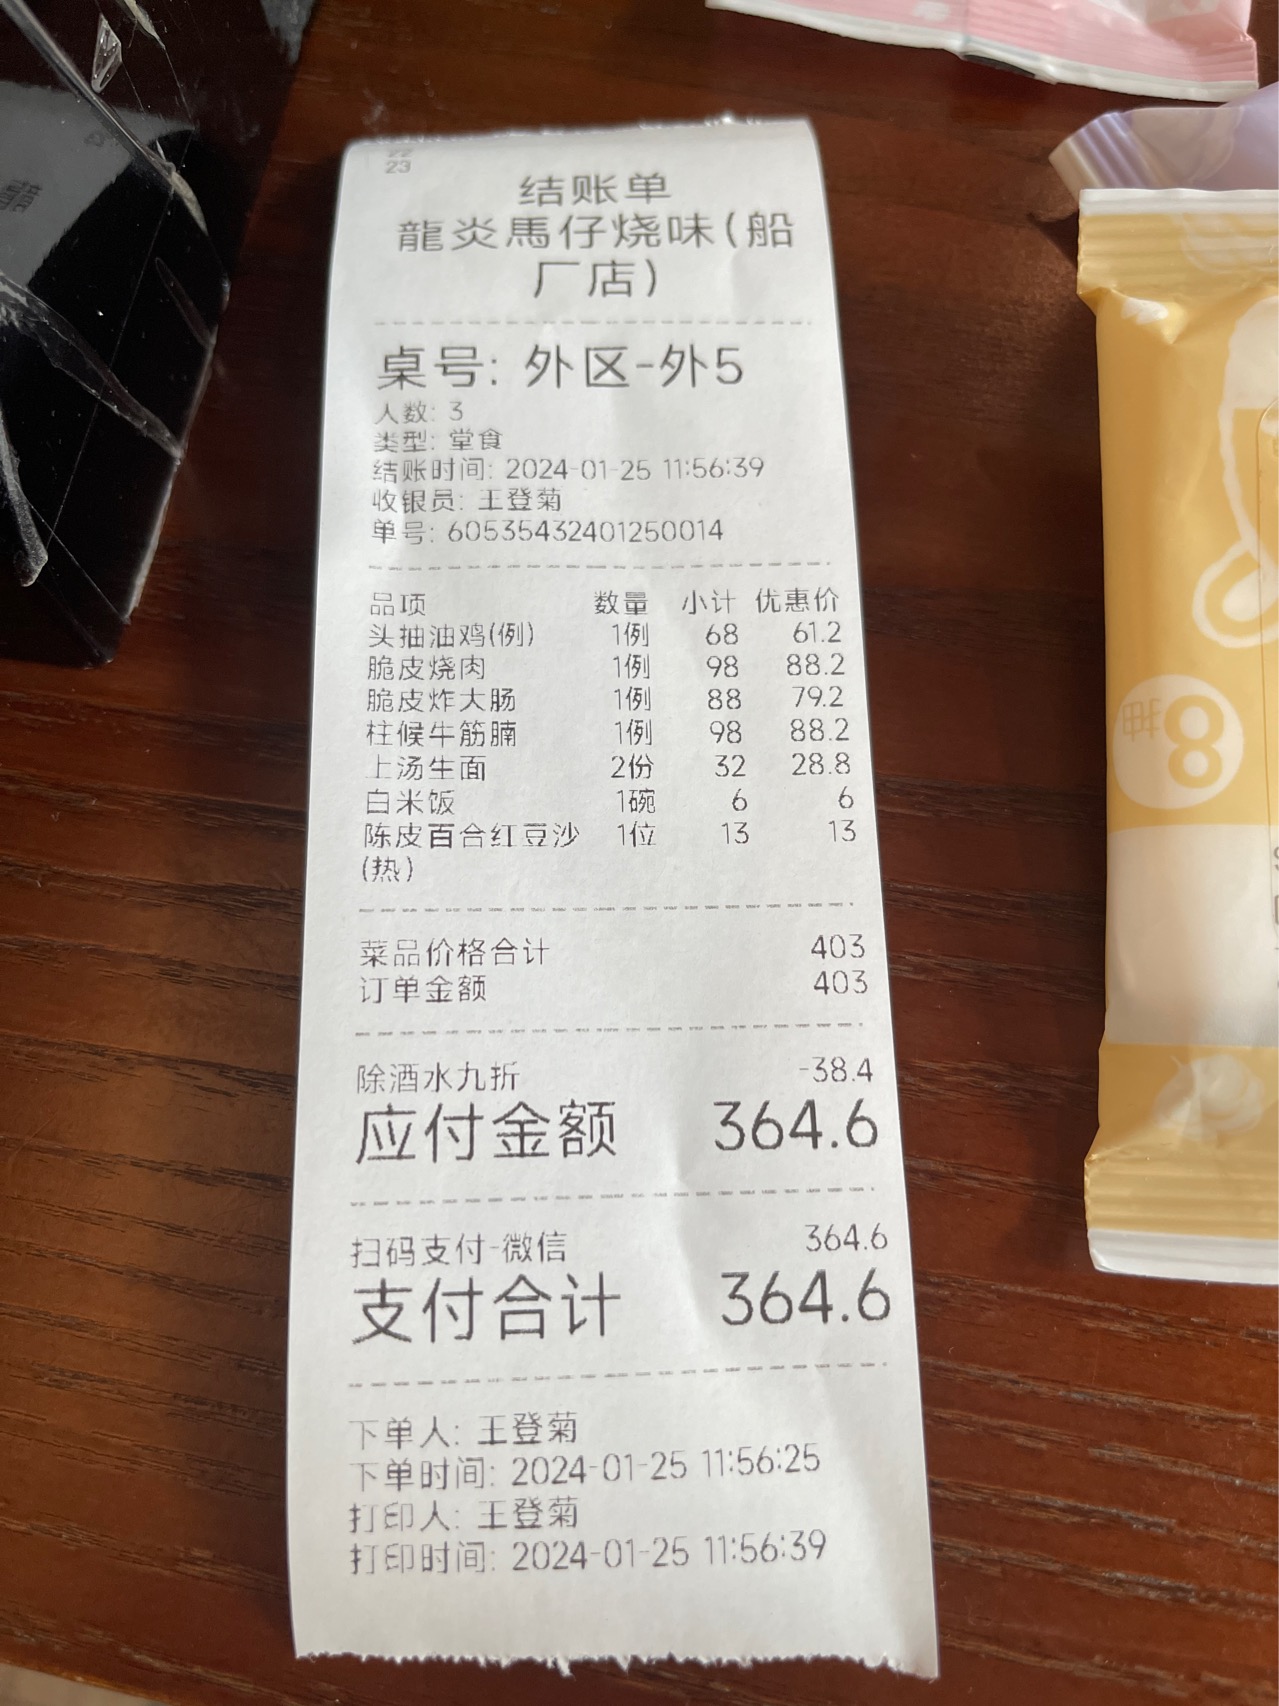 23
结账单
龍炎馬仔烧味(船
厂店)
桌号: 外区-外5
人数: 3
类型: 堂食
结账时间: 2024-01-25 11:56:39
收银员: 王登菊
单号: 60535432401250014
品项 数量 小计 优惠价
头抽油鸡(例) 1例 68 61.2
脆皮烧肉 1例 98 88.2
脆皮炸大肠 1例 88 79.2
柱候牛筋腩 1例 98 88.2
上汤生面 2份 32 28.8
白米饭 1碗 6 6
陈皮百合红豆沙 1位 13 13
(热)
菜品价格合计 403
订单金额 403
除酒水九折 -38.4
应付金额 364.6
扫码支付-微信 364.6
支付合计 364.6
下单人: 王登菊
下单时间: 2024-01-25 11:56:25
打印人: 王登菊
打印时间: 2024-01-25 11:56:39
8抽